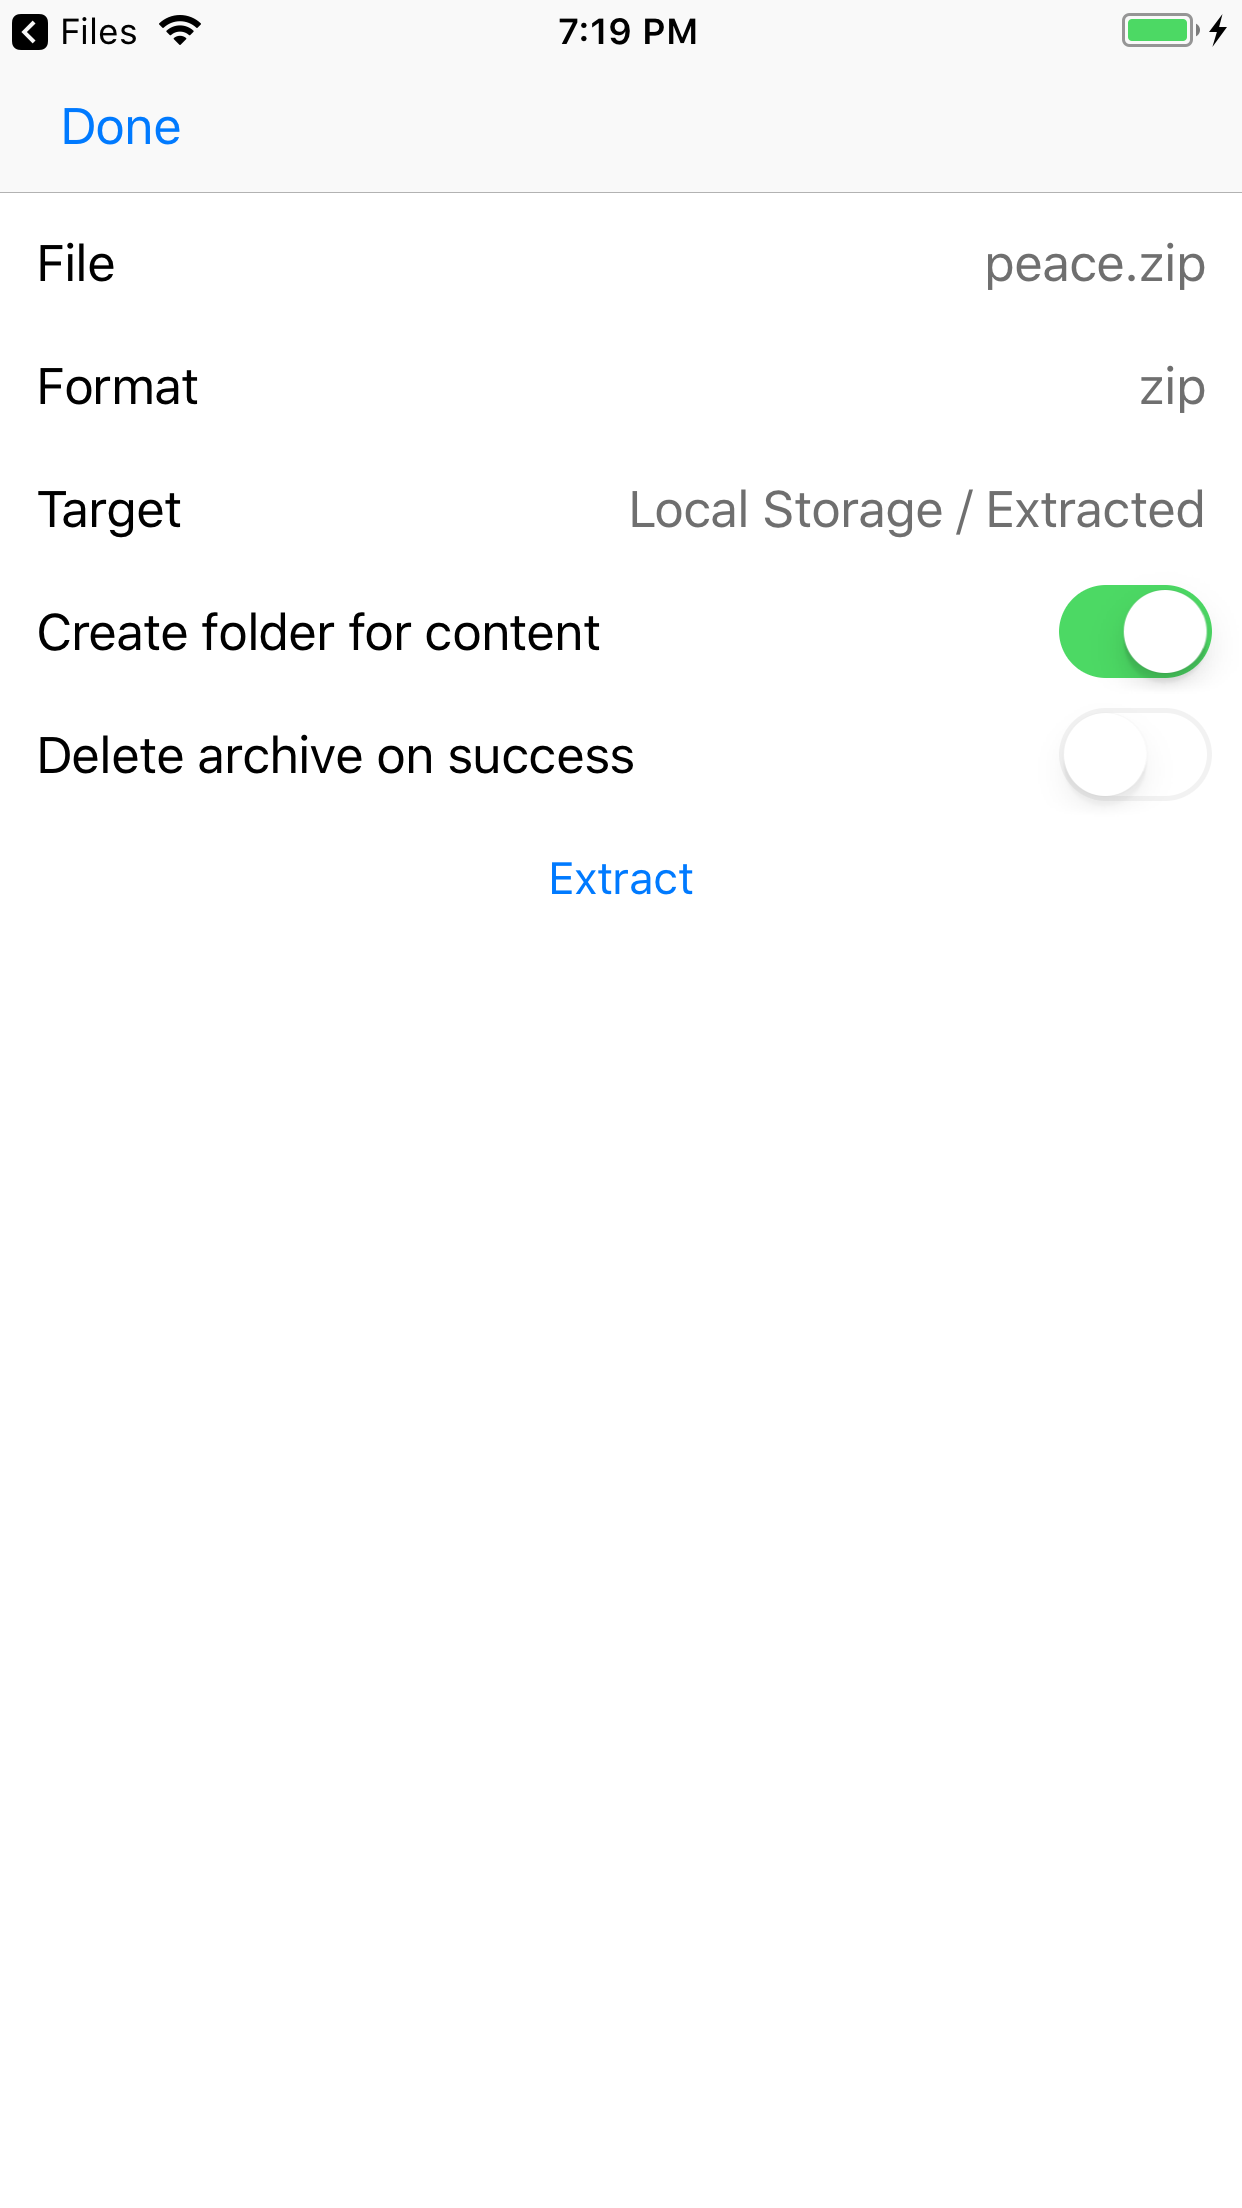 Files 7:19 PM
Done
File peace.zip
Format zip
Target Local Storage / Extracted
Create folder for content
Delete archive on success
Extract